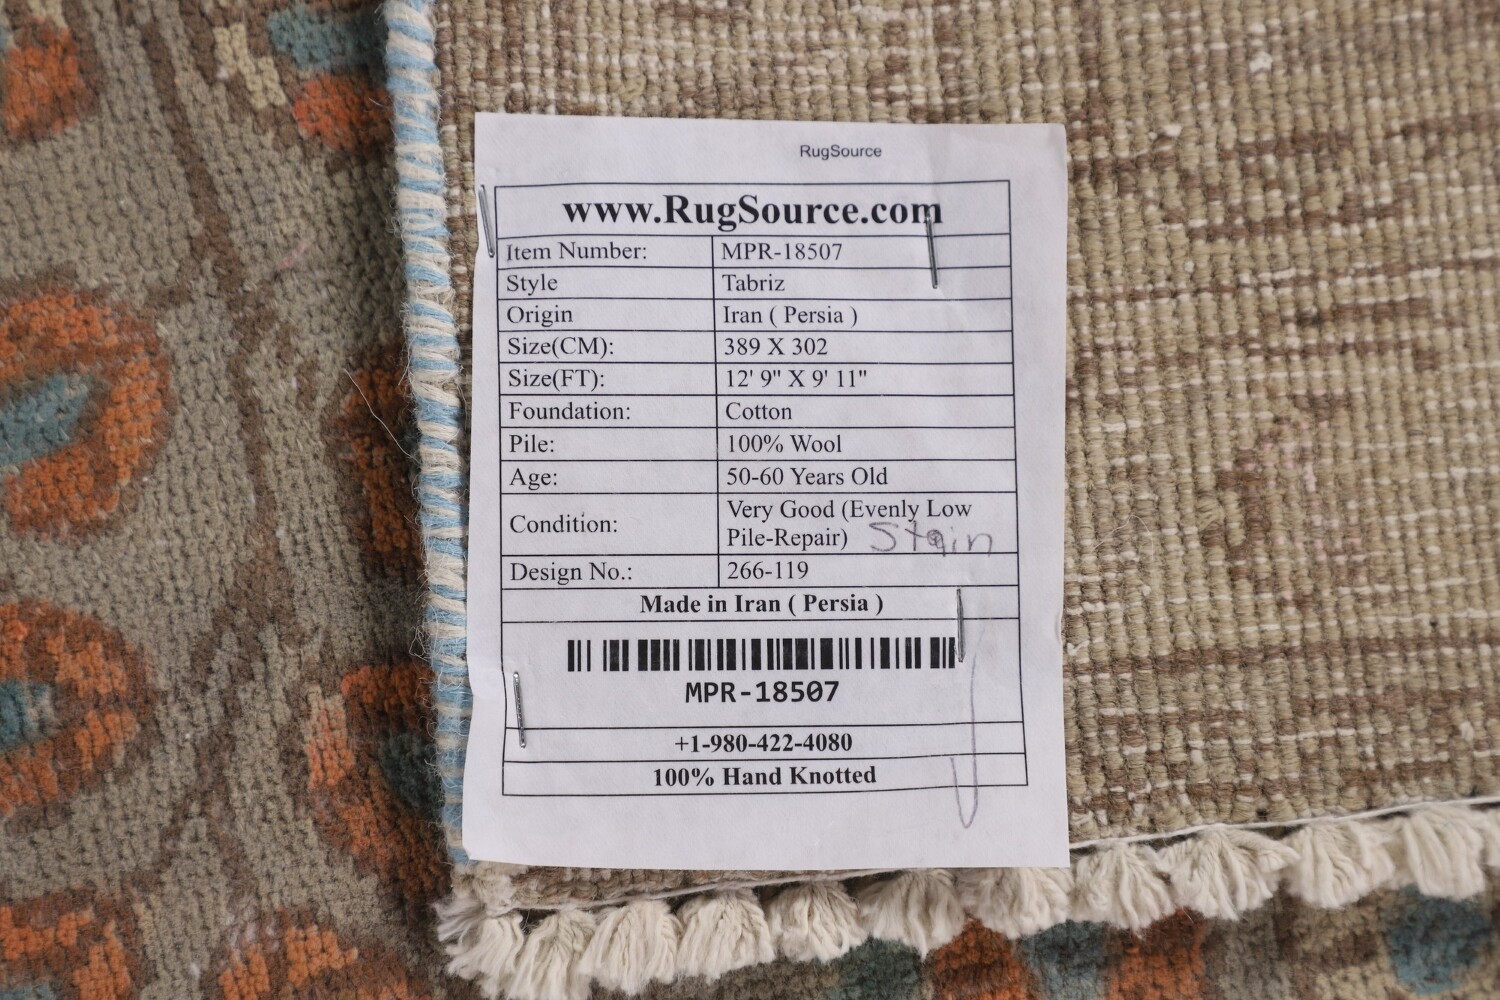 RugSource
www.RugSource.com
Item Number: MPR-18507
Style Tabriz
Origin Iran ( Persia )
Size(CM): 389 X 302
Size(FT): 12' 9" X 9' 11"
Foundation: Cotton
Pile: 100% Wool
Age: 50-60 Years Old
Condition: Very Good (Evenly Low
Pile-Repair) Stain
Design No.: 266-119
Made in Iran ( Persia )
MPR-18507
+1-980-422-4080
100% Hand Knotted